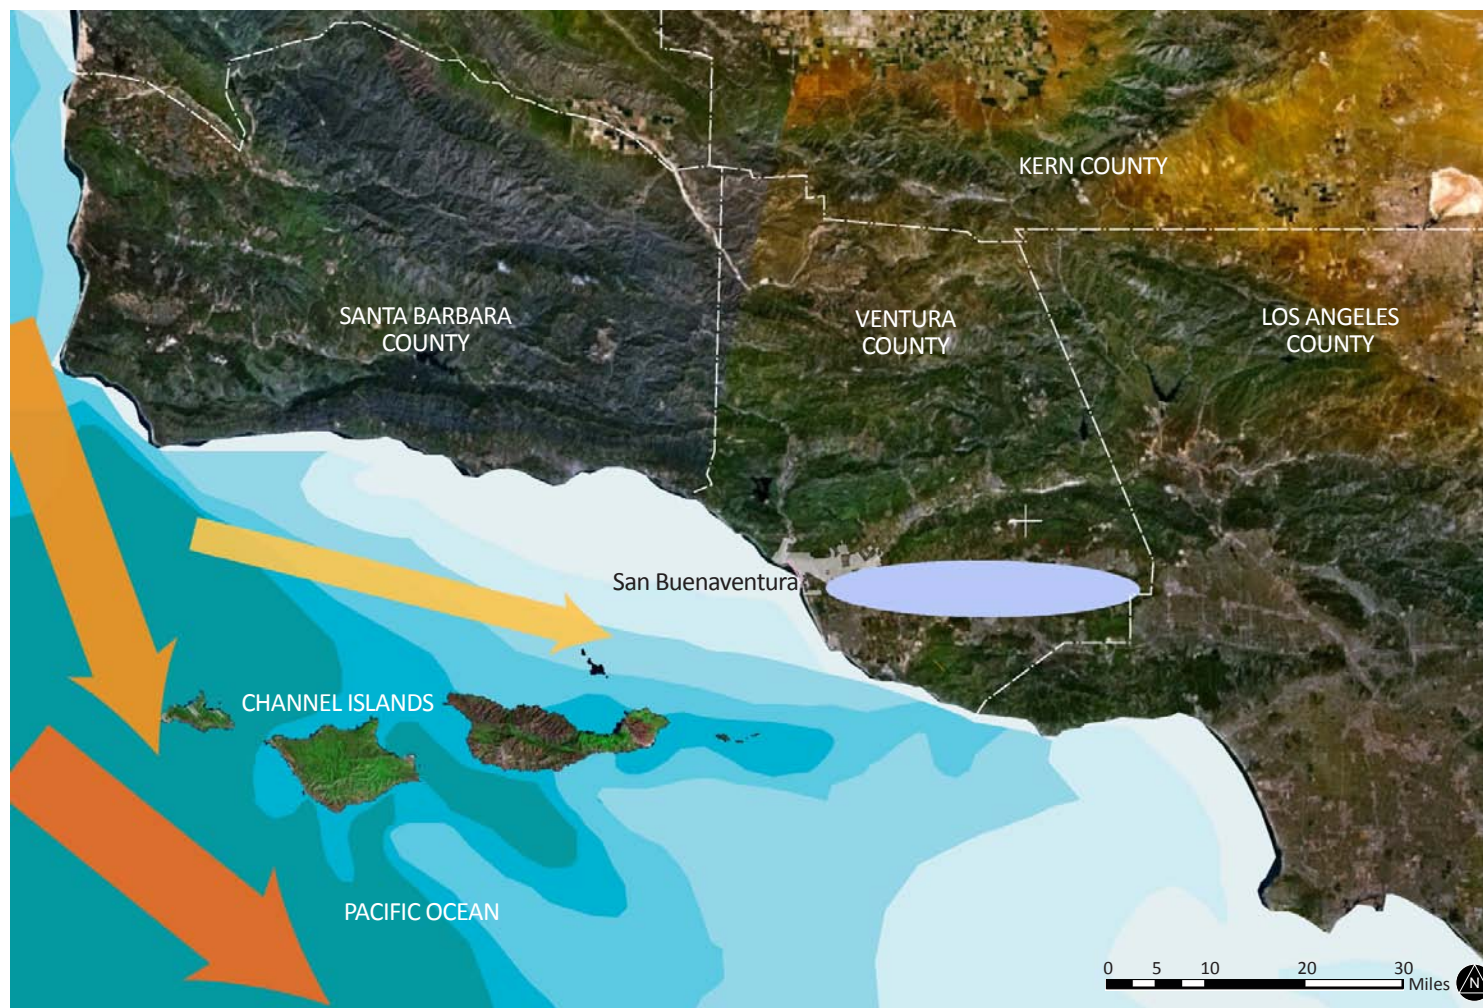 KERN COUNTY
SANTA BARBARA
COUNTY
VENTURA
COUNTY
LOS ANGELES
COUNTY
San Buenaventura
CHANNEL ISLANDS
PACIFIC OCEAN
0 5 10 20 30
Miles
N